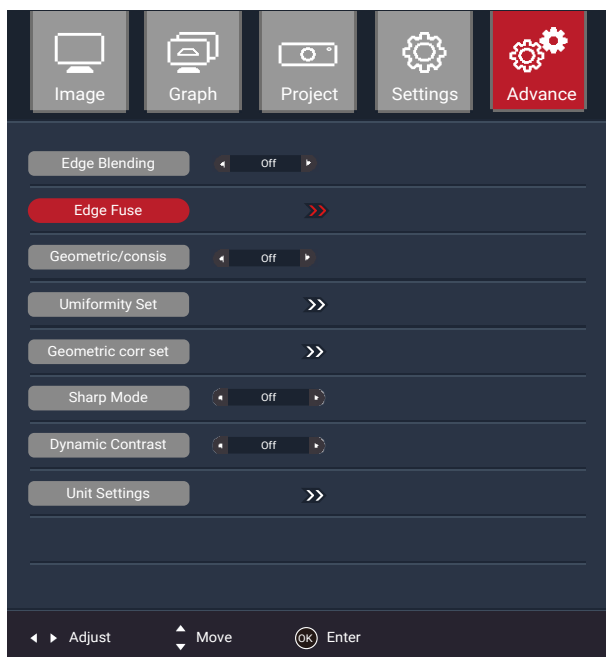 Image Graph Project Settings Advance
Edge Blending Off
Edge Fuse
Geometric/consis Off
Umiformity Set
Geometric corr set
Sharp Mode Off
Dynamic Contrast Off
Unit Settings
Adjust Move OK Enter